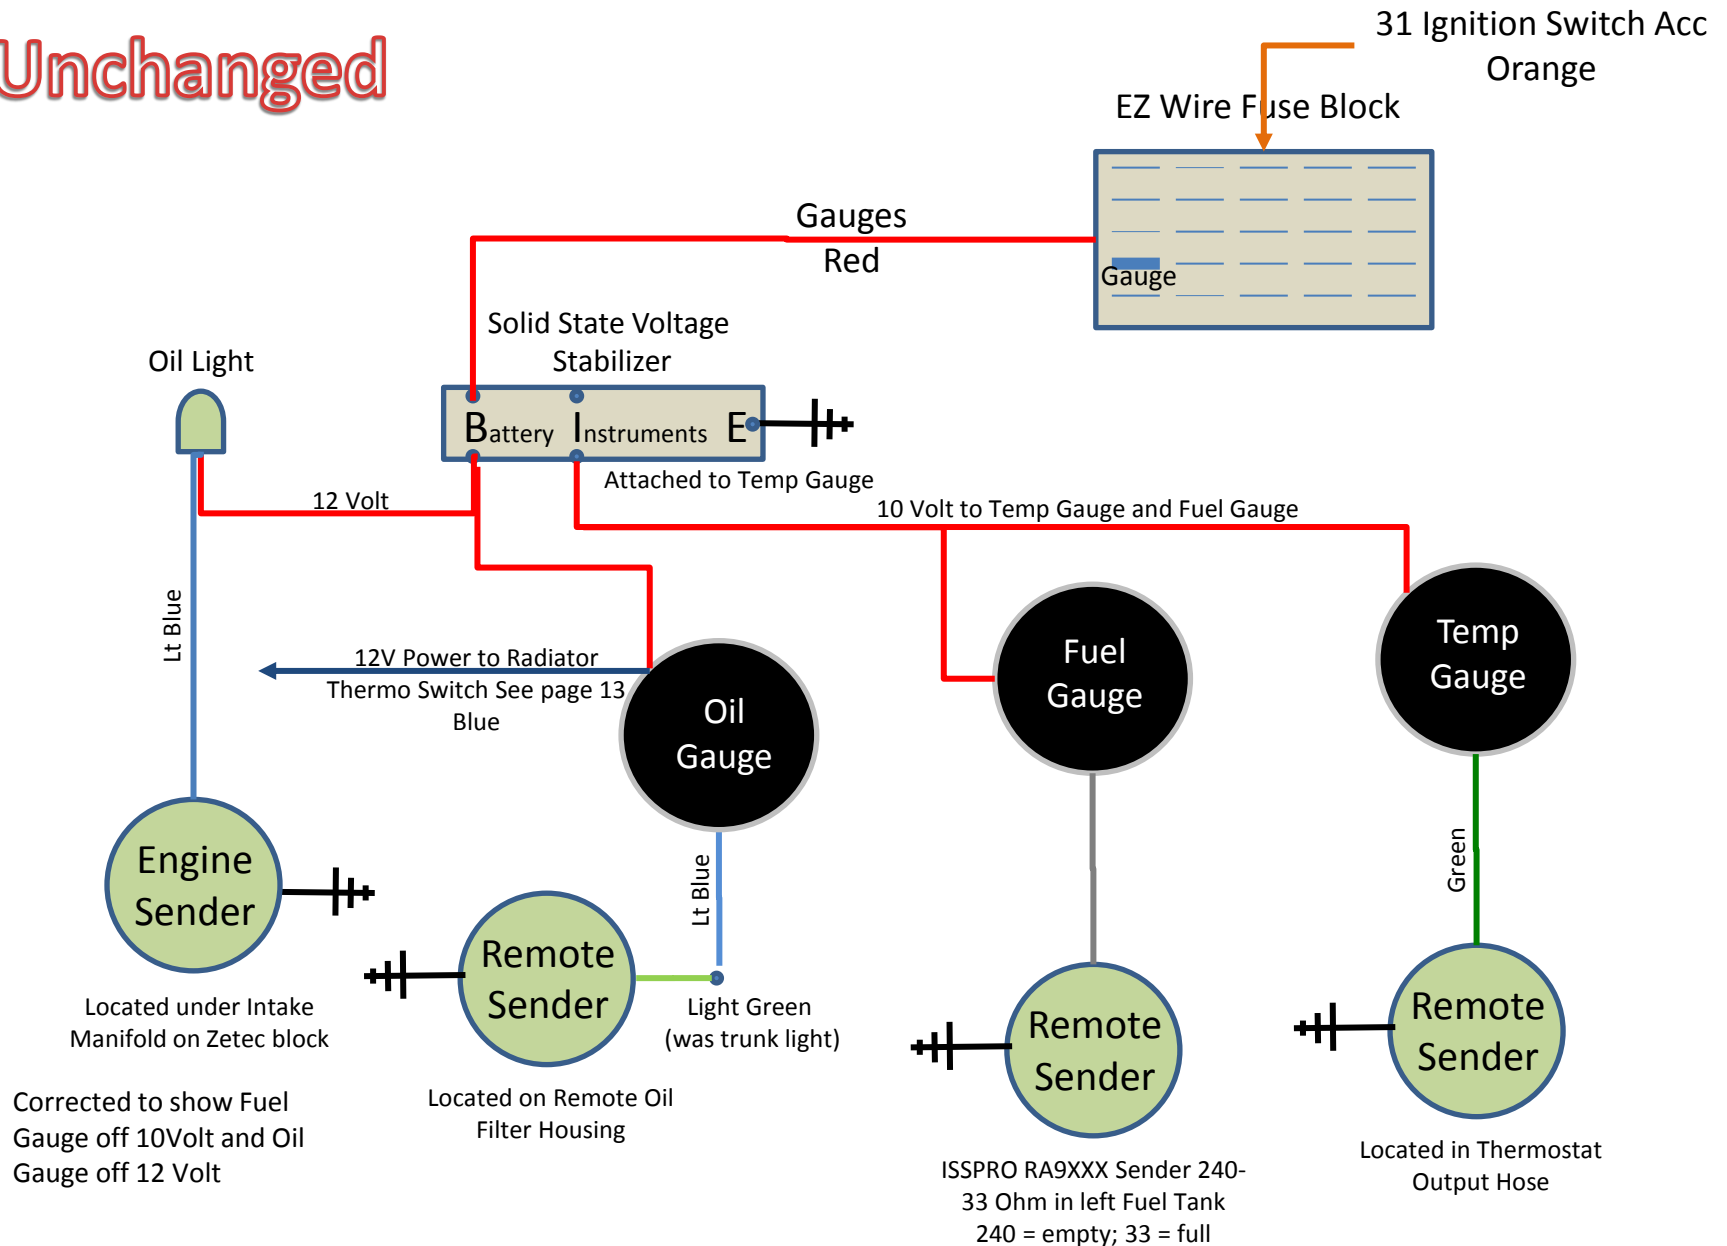 Unchanged
31 Ignition Switch Acc
Orange
EZ Wire Fuse Block
Gauges
Red
Gauge
Solid State Voltage
Stabilizer
Oil Light
Battery Instruments E
Attached to Temp Gauge
12 Volt
10 Volt to Temp Gauge and Fuel Gauge
Lt Blue
12V Power to Radiator
Thermo Switch See page 13
Blue
Oil
Gauge
Fuel
Gauge
Temp
Gauge
Engine
Sender
Lt Blue
Green
Remote
Sender
Light Green
(was trunk light)
Remote
Sender
Remote
Sender
Located under Intake
Manifold on Zetec block
Located on Remote Oil
Filter Housing
Corrected to show Fuel
Gauge off 10Volt and Oil
Gauge off 12 Volt
ISSPRO RA9XXX Sender 240-
33 Ohm in left Fuel Tank
240 = empty; 33 = full
Located in Thermostat
Output Hose